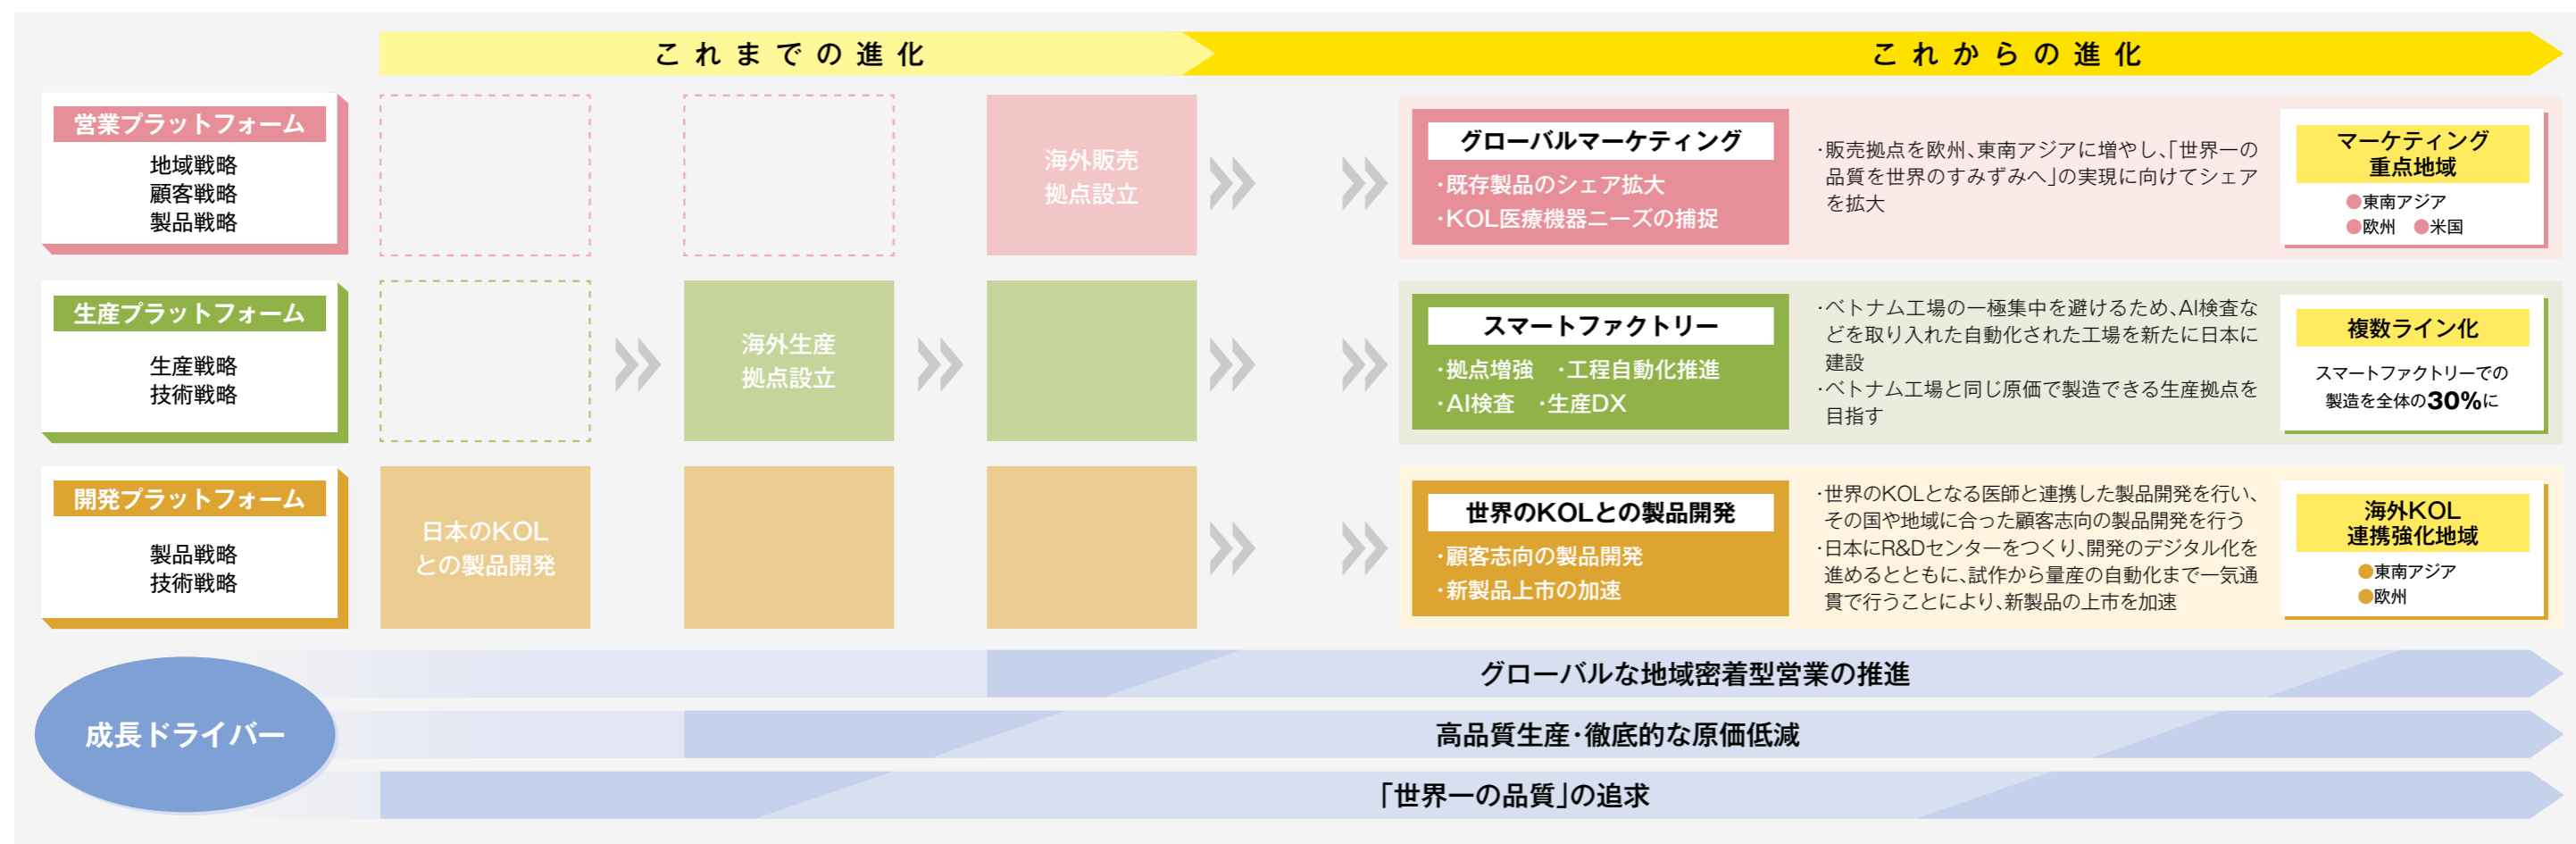 これまでの進化
これからの進化
営業プラットフォーム
地域戦略
顧客戦略
製品戦略
海外販売
拠点設立
グローバルマーケティング
・既存製品のシェア拡大
・KOL医療機器ニーズの捕捉
・販売拠点を欧州、東南アジアに増やし、「世界一の
品質を世界のすみずみへ」の実現に向けてシェア
を拡大
マーケティング
重点地域
●東南アジア
●欧州 ●米国
生産プラットフォーム
生産戦略
技術戦略
海外生産
拠点設立
スマートファクトリー
・拠点増強 ・工程自動化推進
・AI検査 ・生産DX
・ベトナム工場の一極集中を避けるため、AI検査な
どを取り入れた自動化された工場を新たに日本に
建設
・ベトナム工場と同じ原価で製造できる生産拠点を
目指す
複数ライン化
スマートファクトリーでの
製造を全体の30%に
開発プラットフォーム
製品戦略
技術戦略
日本のKOL
との製品開発
世界のKOLとの製品開発
・顧客志向の製品開発
・新製品上市の加速
・世界のKOLとなる医師と連携した製品開発を行い、
その国や地域に合った顧客志向の製品開発を行う
・日本にR&Dセンターをつくり、開発のデジタル化を
進めるとともに、試作から量産の自動化まで一気通
貫で行うことにより、新製品の上市を加速
海外KOL
連携強化地域
●東南アジア
●欧州
成長ドライバー
グローバルな地域密着型営業の推進
高品質生産・徹底的な原価低減
「世界一の品質」の追求